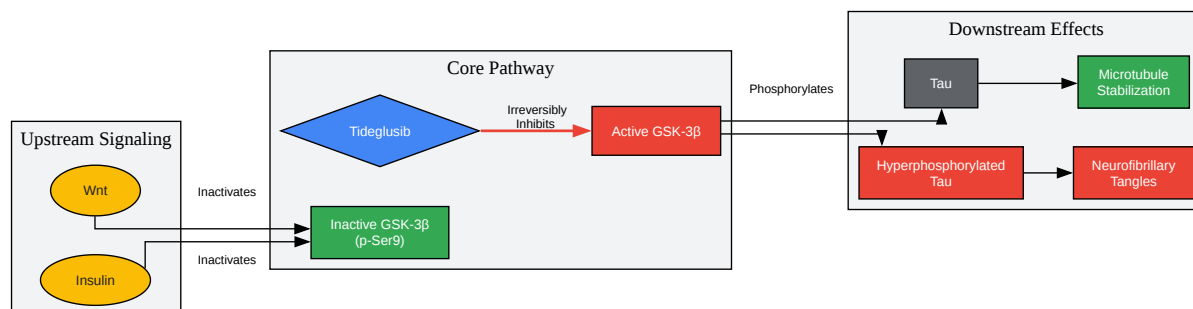 Upstream Signaling
Wnt
Insulin
Inactivates
Inactivates
Core Pathway
Tideglusib
Irreversibly
Inhibits
Active GSK-3β
Inactive GSK-3β
(p-Ser9)
Phosphorylates
Downstream Effects
Tau
Microtubule
Stabilization
Hyperphosphorylated
Tau
Neurofibrillary
Tangles